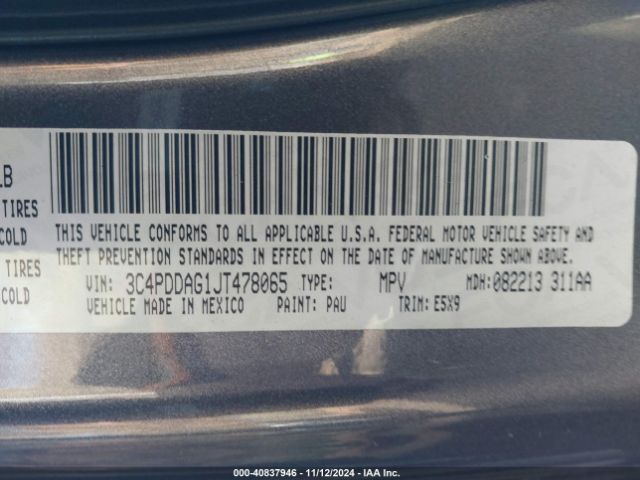 LB
TIRES
COLD
TIRES
COLD
THIS VEHICLE CONFORMS TO ALL APPLICABLE U.S.A. FEDERAL MOTOR VEHICLE SAFETY AND
THEFT PREVENTION STANDARDS IN EFFECT ON THE DATE OF MANUFACTURE SHOWN ABOVE.
VIN: 3C4PDDAG1JT478065 TYPE: MPV MDH:082213 311AA
VEHICLE MADE IN MEXICO PAINT: PAU TRIM: E5X9
000-40837946 - 11/12/2024 - IAA Inc.